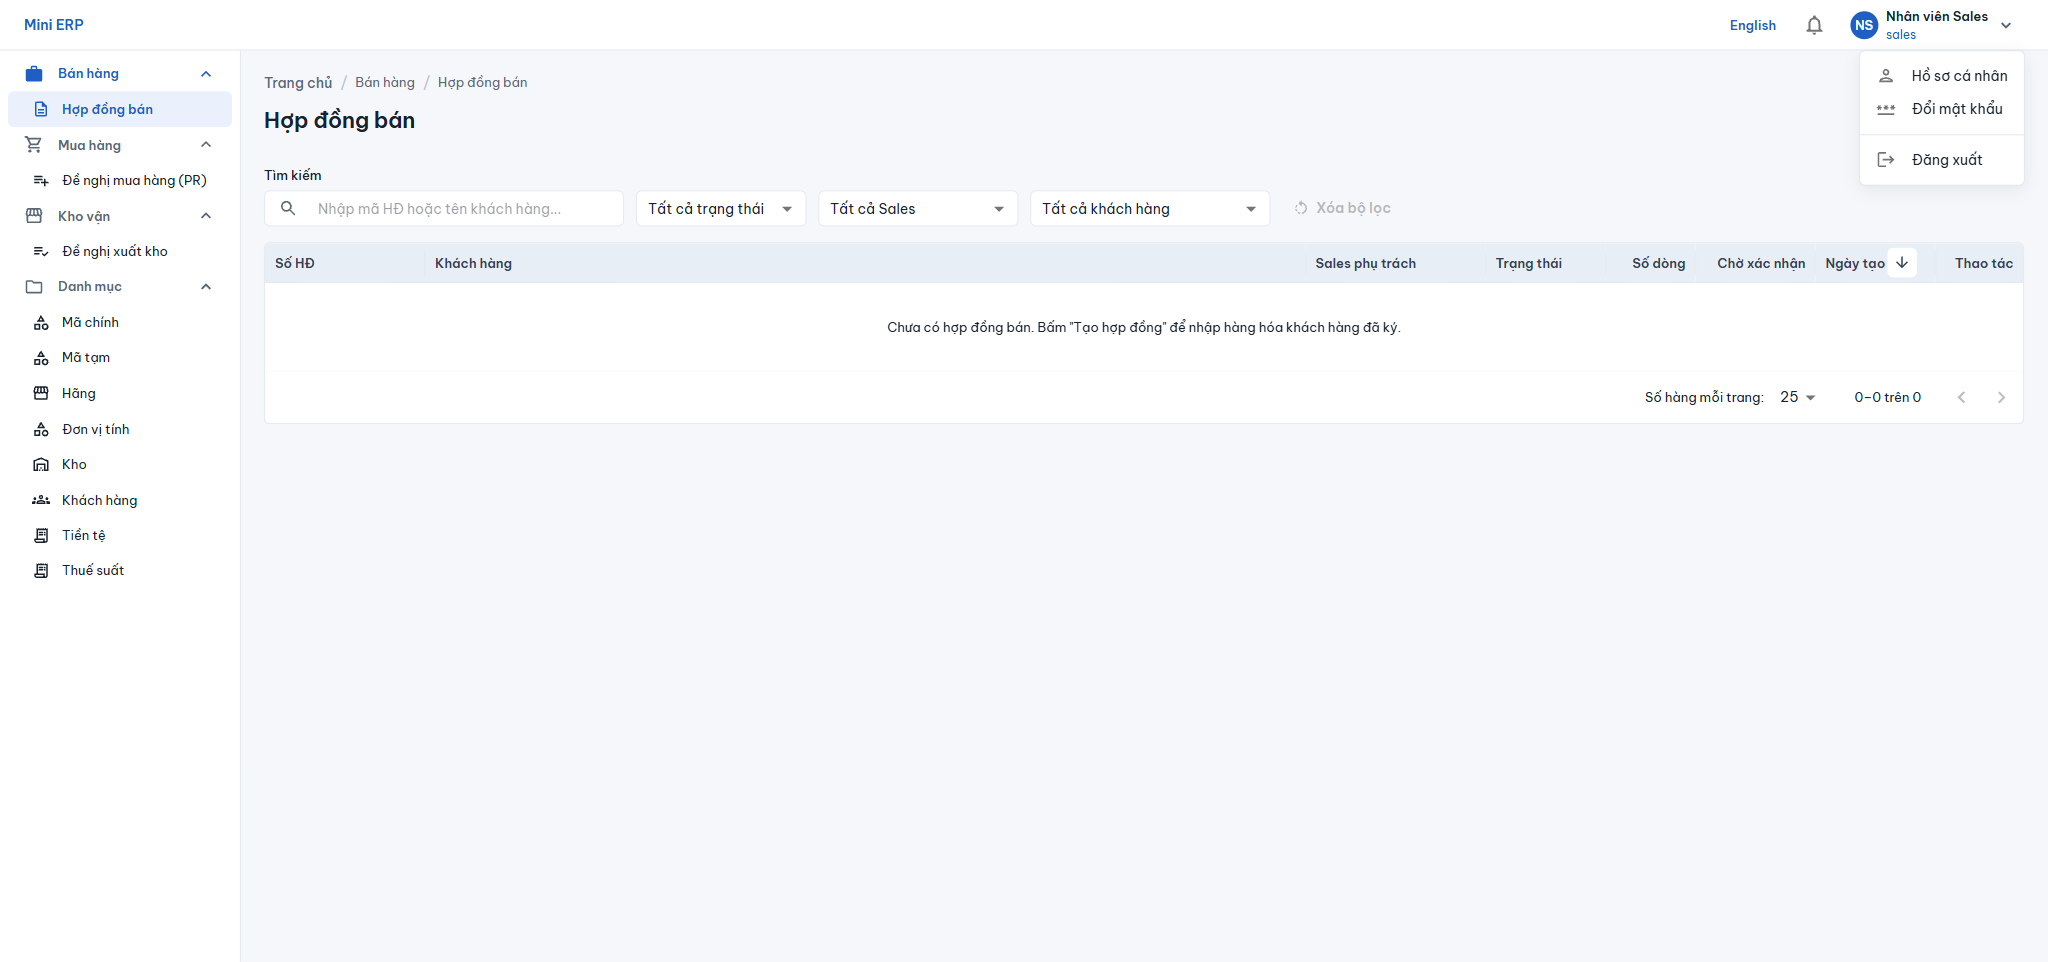 Mini ERP
English
NS
Nhân viên Sales
sales
Hồ sơ cá nhân
Đổi mật khẩu
Đăng xuất
Bán hàng
Hợp đồng bán
Mua hàng
Đề nghị mua hàng (PR)
Kho vận
Đề nghị xuất kho
Danh mục
Mã chính
Mã tạm
Hãng
Đơn vị tính
Kho
Khách hàng
Tiền tệ
Thuế suất
Trang chủ / Bán hàng / Hợp đồng bán
Hợp đồng bán
Tìm kiếm
Nhập mã HĐ hoặc tên khách hàng...
Tất cả trạng thái
Tất cả Sales
Tất cả khách hàng
Xóa bộ lọc
Số HĐ Khách hàng Sales phụ trách Trạng thái Số dòng Chờ xác nhận Ngày tạo Thao tác
Chưa có hợp đồng bán. Bấm "Tạo hợp đồng" để nhập hàng hóa khách hàng đã ký.
Số hàng mỗi trang: 25 0–0 trên 0